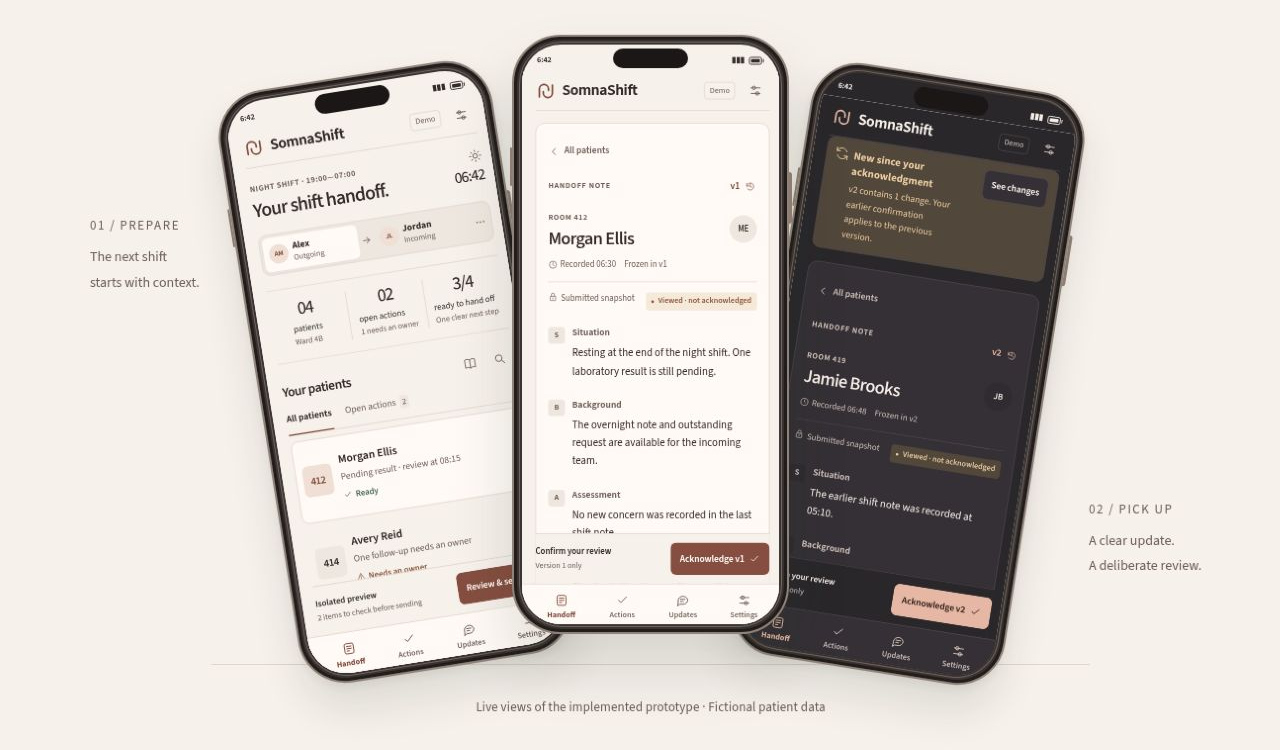 01 / PREPARE
The next shift
starts with context.
6:42
SomnaShift
Demo
NIGHT SHIFT · 19:00—07:00
Your shift handoff.
06:42
AM
Alex
Outgoing
JL
Jordan
Incoming
04
patients
Ward 4B
02
open actions
1 needs an owner
3/4
ready to hand off
One clear next step
Your patients
All patients
Open actions 2
412
Morgan Ellis
Pending result · review at 08:15
Ready
414
Avery Reid
One follow-up needs an owner
Needs an owner
Isolated preview
2 items to check before sending
Review & se
Handoff
Actions
Updates
Settings
6:42
SomnaShift
Demo
All patients
HANDOFF NOTE
v1
ROOM 412
Morgan Ellis
ME
Recorded 06:30 Frozen in v1
Submitted snapshot
Viewed · not acknowledged
S
Situation
Resting at the end of the night shift. One
laboratory result is still pending.
B
Background
The overnight note and outstanding
request are available for the incoming
team.
A
Assessment
No new concern was recorded in the last
shift note.
Confirm your review
Version 1 only
Acknowledge v1
Handoff
Actions
Updates
Settings
6:42
SomnaShift
Demo
New since your
acknowledgment
v2 contains 1 change. Your
earlier confirmation
applies to the previous
version.
See changes
All patients
HANDOFF NOTE
v2
ROOM 419
Jamie Brooks
JB
Recorded 06:48 Frozen in v2
Submitted snapshot
Viewed · not acknowledged
S
Situation
The earlier shift note was recorded at
05:10.
Background
your review
only
Acknowledge v2
Handoff
Actions
Updates
Settings
02 / PICK UP
A clear update.
A deliberate review.
Live views of the implemented prototype · Fictional patient data